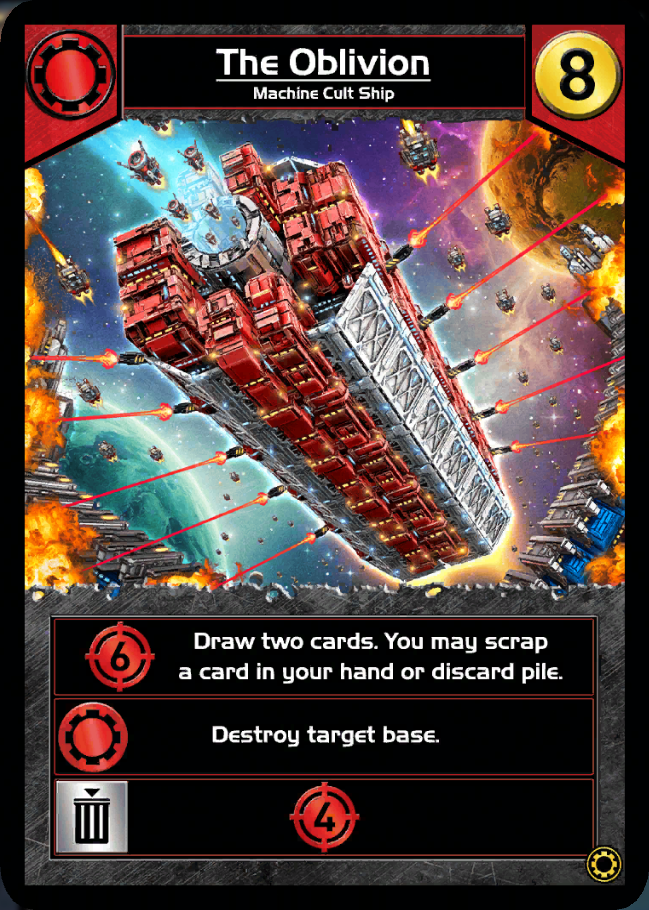 The Oblivion
8
Machine Cult Ship
6
Draw two cards. You may scrap
a card in your hand or discard pile.
Destroy target base.
4